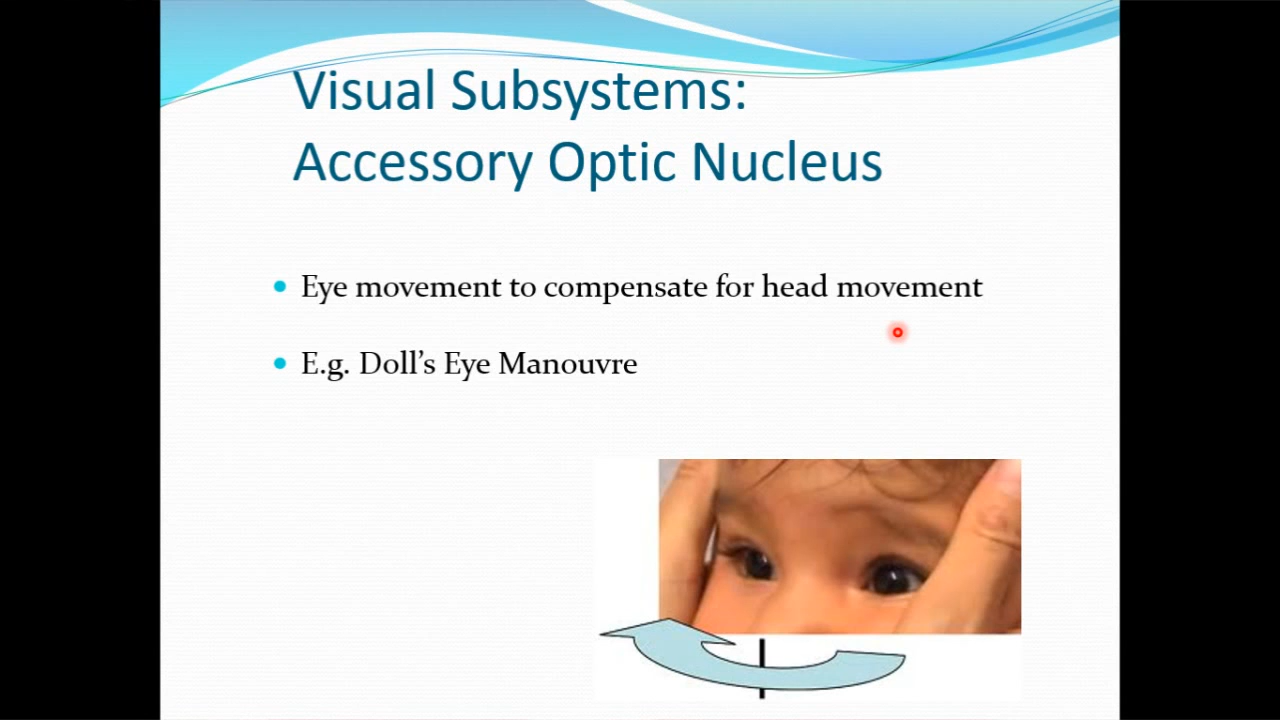 Visual Subsystems:
Accessory Optic Nucleus
Eye movement to compensate for head movement
E.g. Doll’s Eye Manouvre